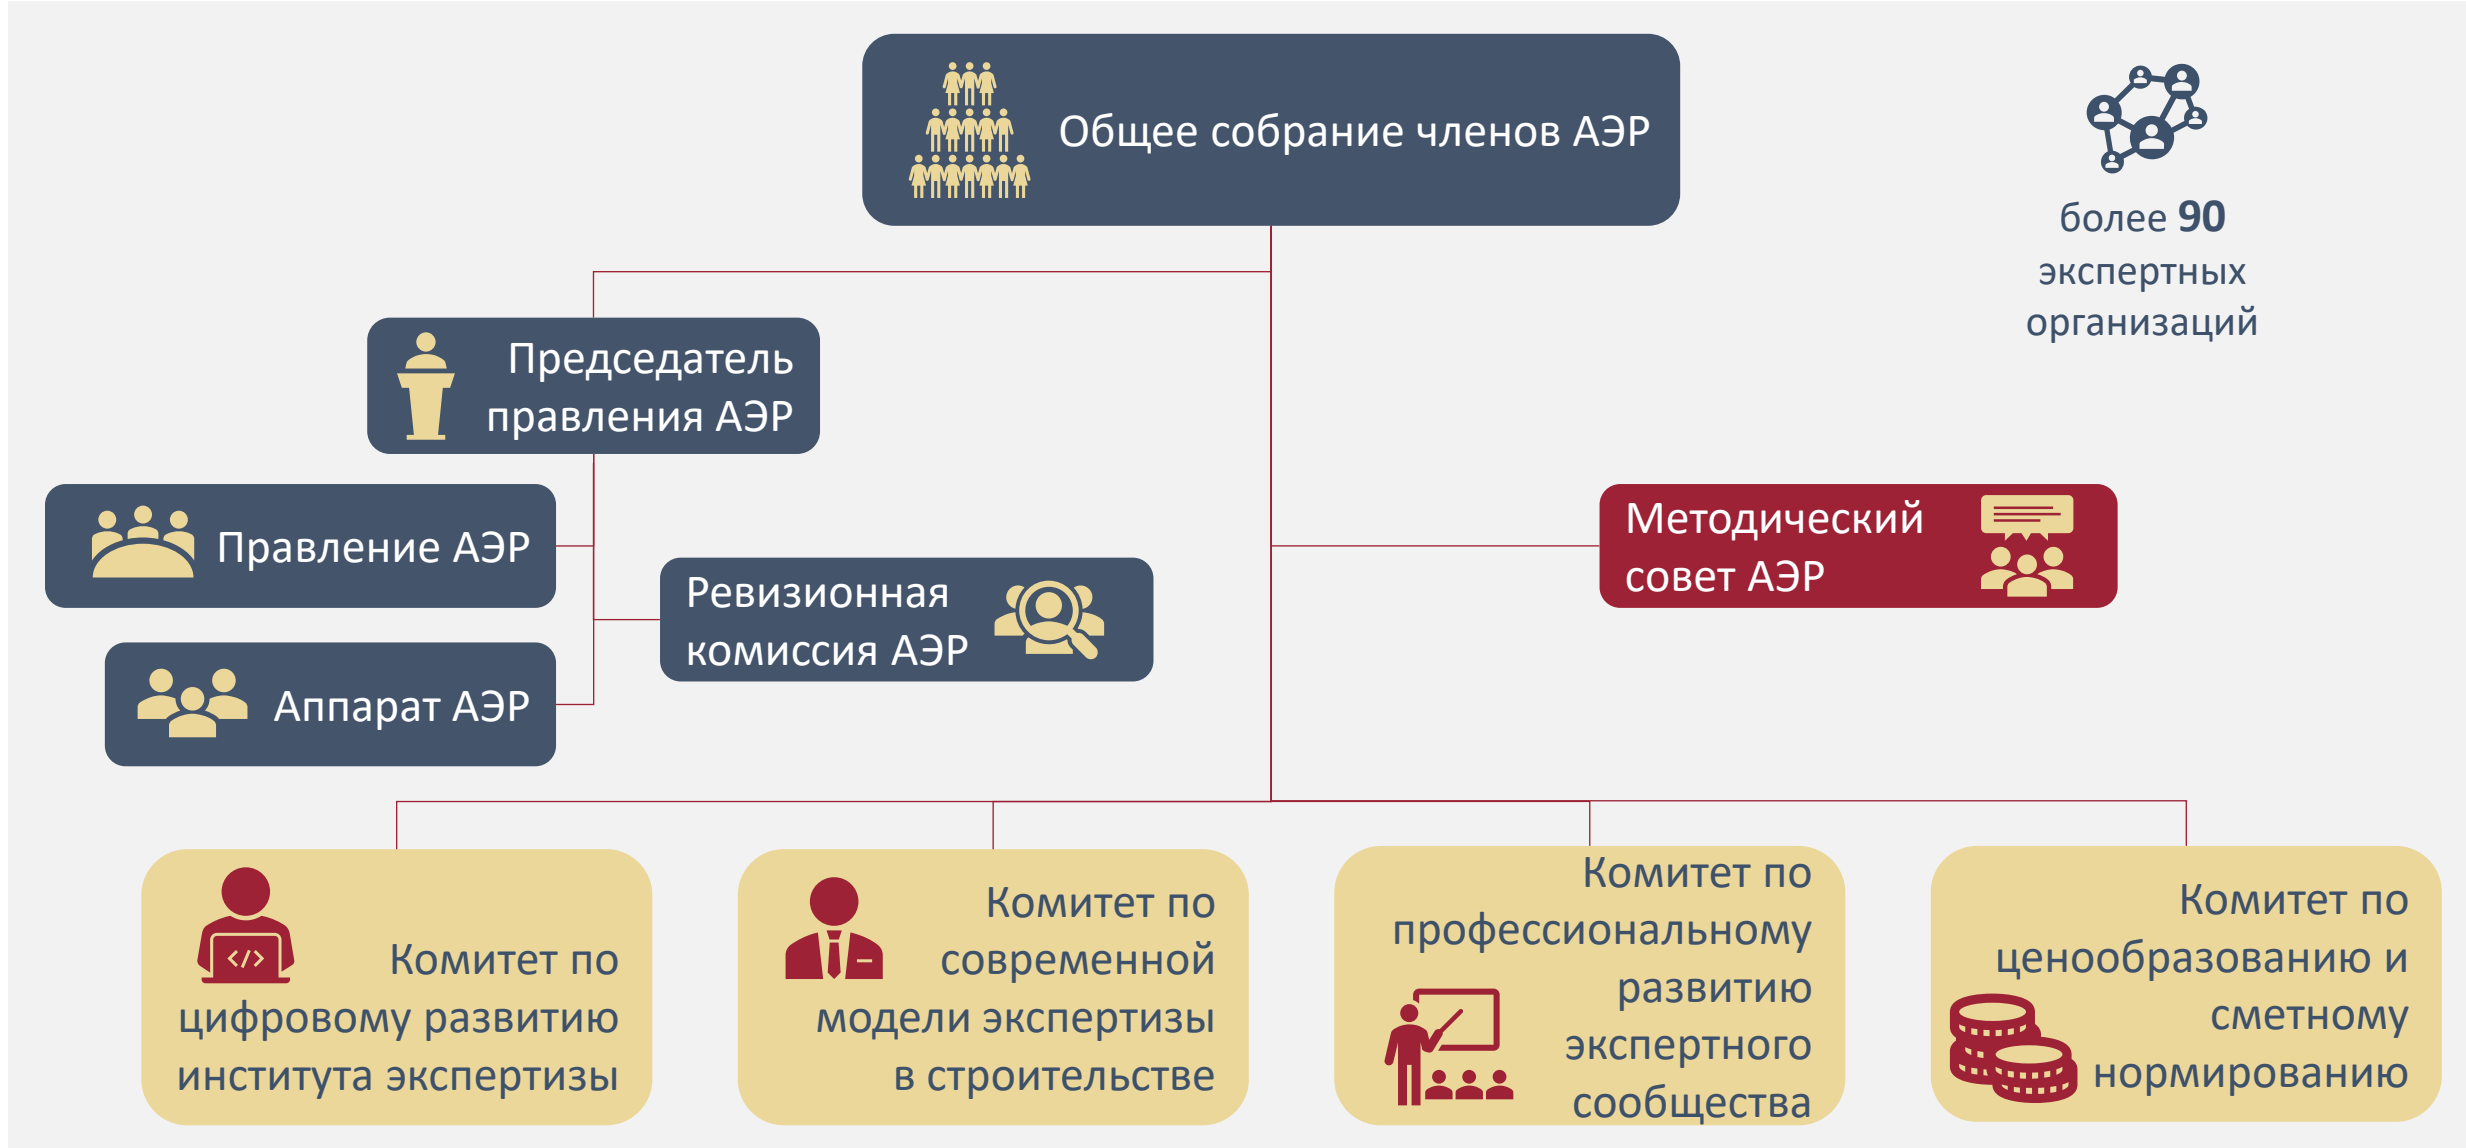 Общее собрание членов АЭР
более 90
экспертных
организаций
Председатель
правления АЭР
Правление АЭР
Ревизионная
комиссия АЭР
Аппарат АЭР
Методический
совет АЭР
Комитет по
цифровому развитию
института экспертизы
Комитет по
современной
модели экспертизы
в строительстве
Комитет по
профессиональному
развитию
экспертного
сообщества
Комитет по
ценообразованию и
сметному
нормированию